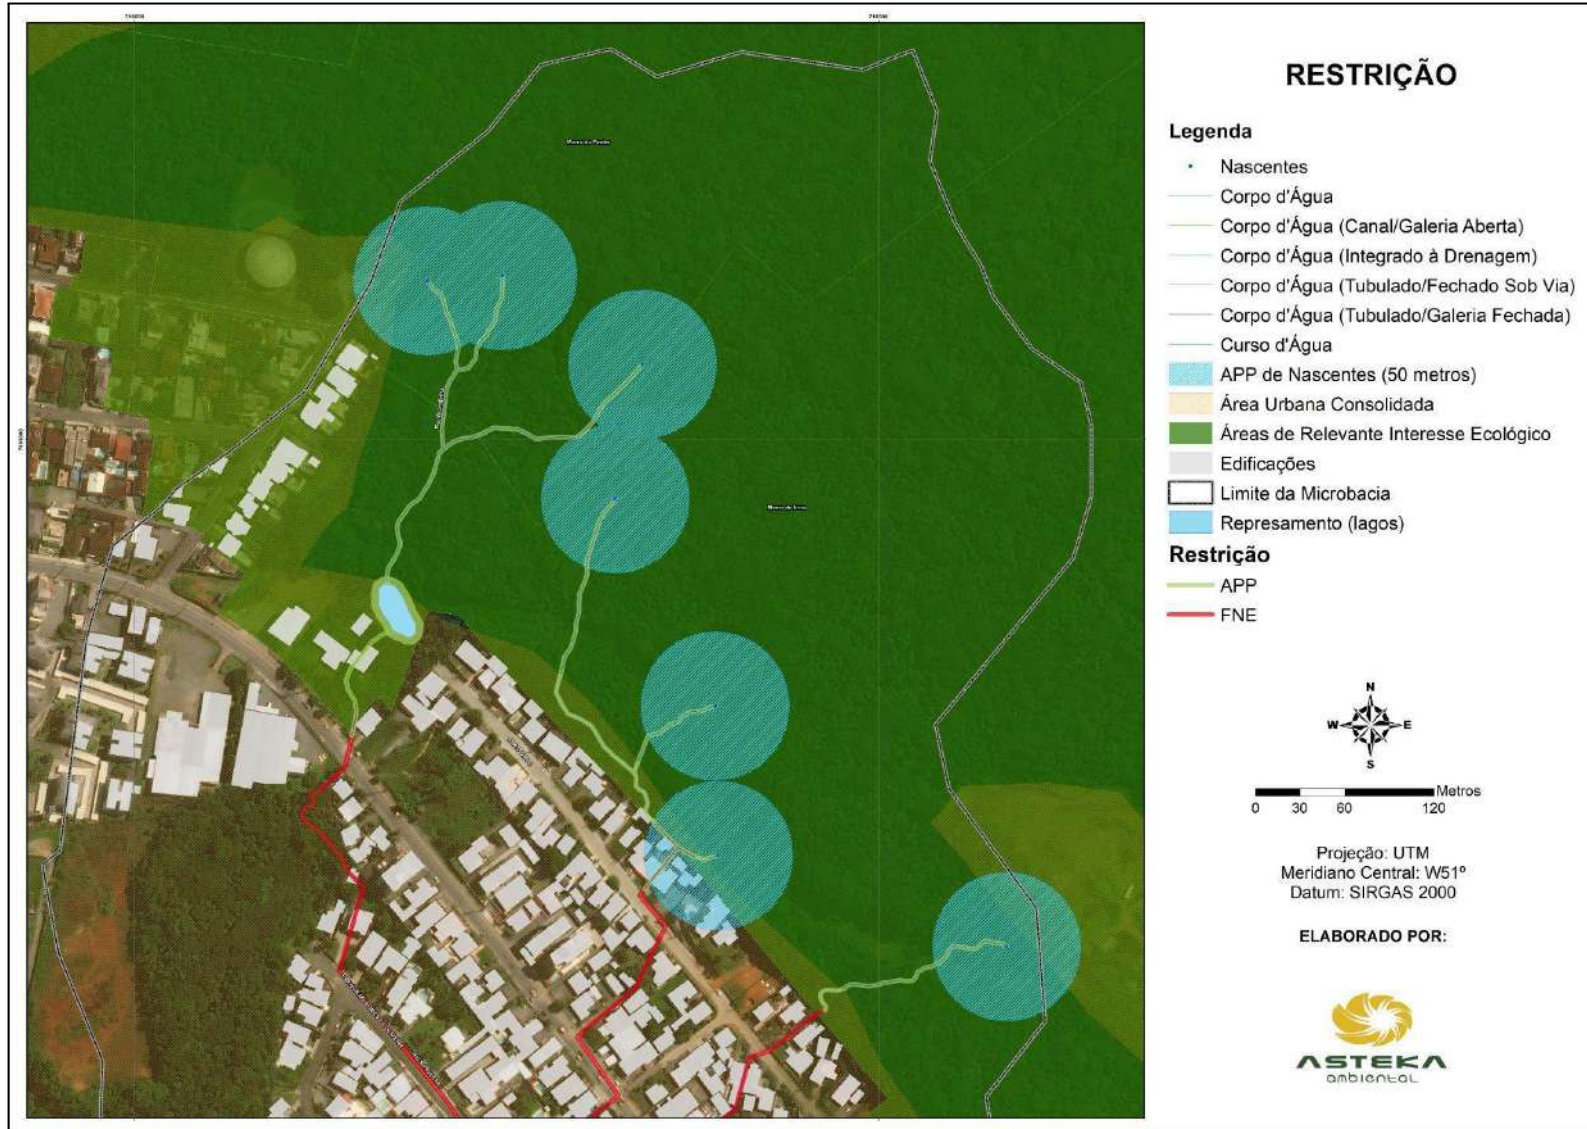 RESTRIÇÃO
Legenda
Nascentes
Corpo d'Água
Corpo d'Água (Canal/Galeria Aberta)
Corpo d'Água (Integrado à Drenagem)
Corpo d'Água (Tubulado/Fechado Sob Via)
Corpo d'Água (Tubulado/Galeria Fechada)
Curso d'Água
APP de Nascentes (50 metros)
Área Urbana Consolidada
Áreas de Relevante Interesse Ecológico
Edificações
Limite da Microbacia
Represamento (lagos)
Restrição
APP
FNE
N
W E
S
Metros
0 30 60 120
Projeção: UTM
Meridiano Central: W51º
Datum: SIRGAS 2000
ELABORADO POR:
ASTEKA
ambiental